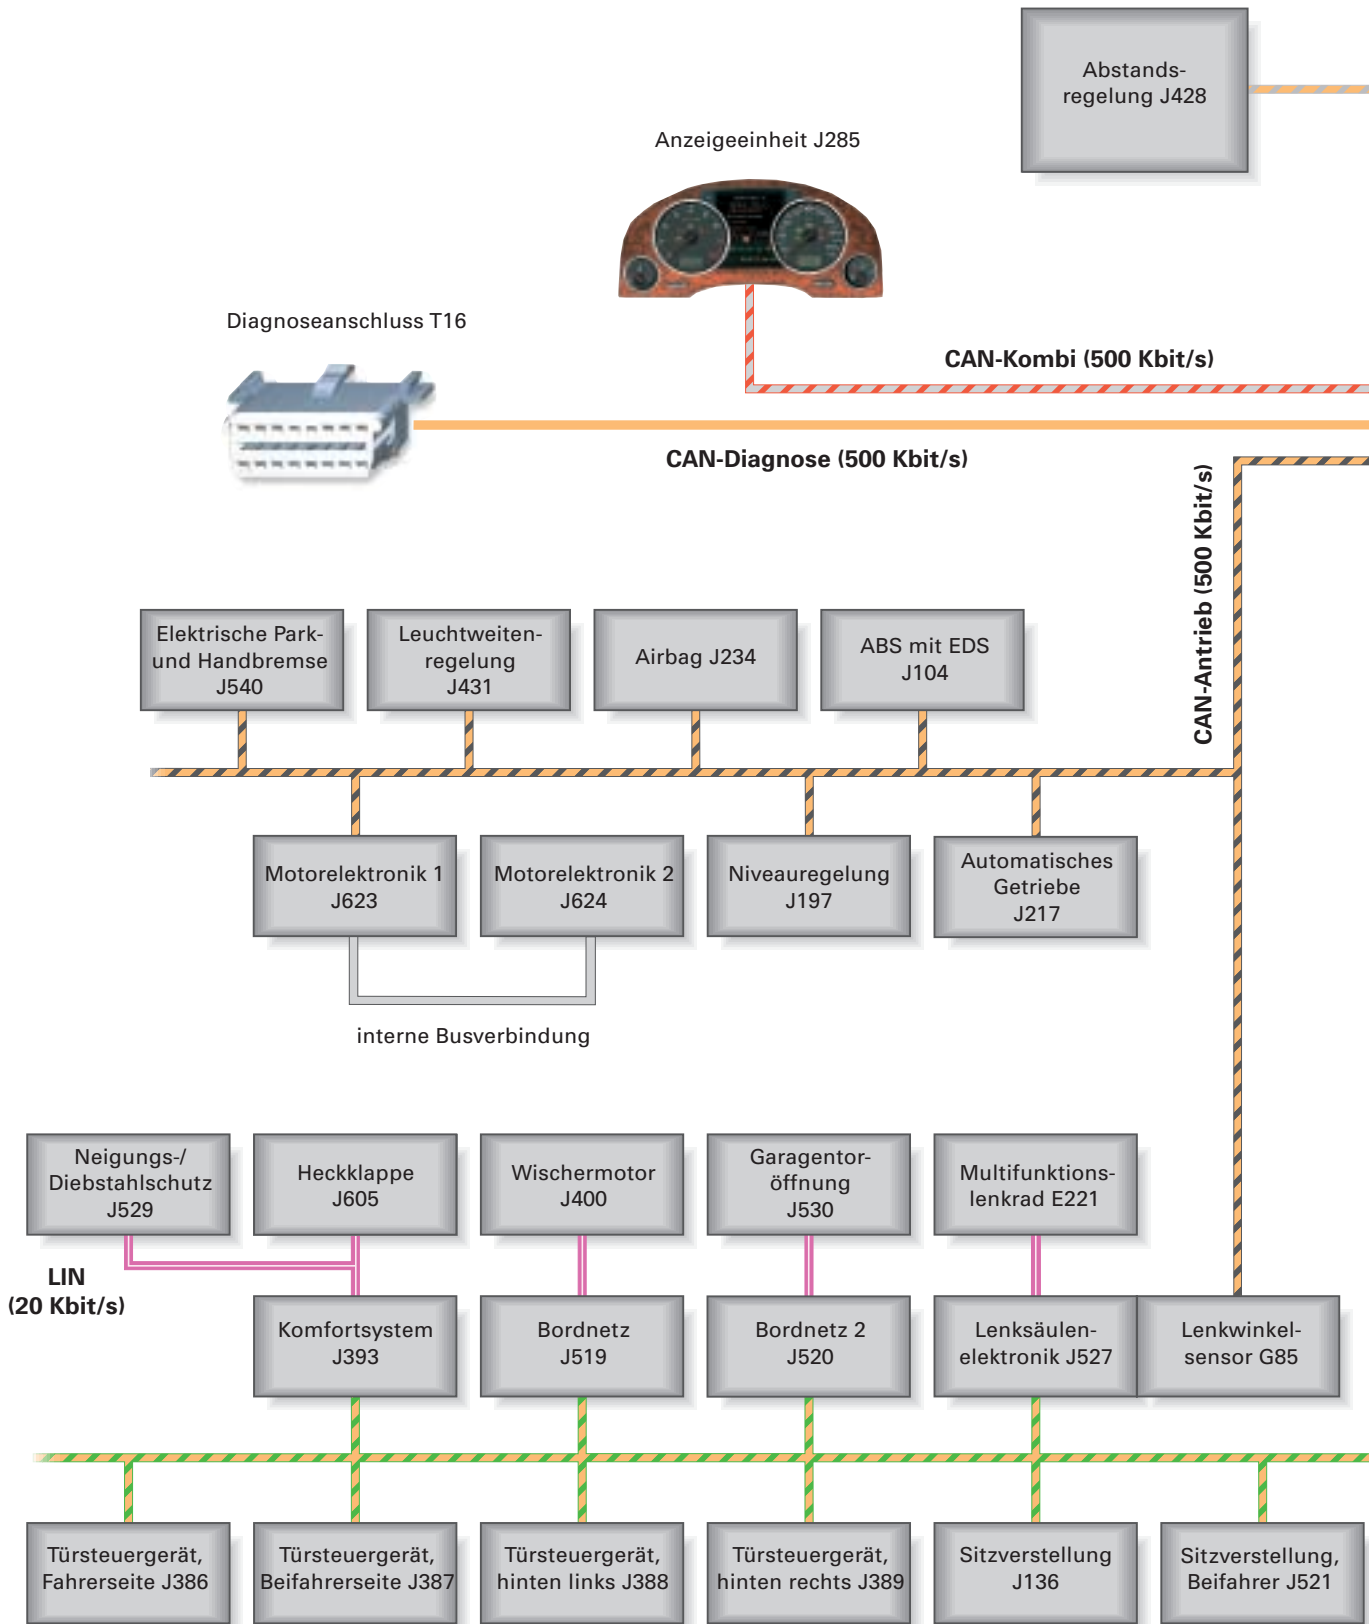 Abstands-
regelung J428
Anzeigeeinheit J285
Diagnoseanschluss T16
CAN-Kombi (500 Kbit/s)
CAN-Diagnose (500 Kbit/s)
CAN-Antrieb (500 Kbit/s)
Elektrische Park-
und Handbremse
J540
Leuchtweiten-
regelung
J431
Airbag J234
ABS mit EDS
J104
Motorelektronik 1
J623
Motorelektronik 2
J624
Niveauregelung
J197
Automatisches
Getriebe
J217
interne Busverbindung
Neigungs-/
Diebstahlschutz
J529
Heckklappe
J605
Wischermotor
J400
Garagentor-
öffnung
J530
Multifunktions-
lenkrad E221
LIN
(20 Kbit/s)
Komfortsystem
J393
Bordnetz
J519
Bordnetz 2
J520
Lenksäulen-
elektronik J527
Lenkwinkel-
sensor G85
Türsteuergerät,
Fahrerseite J386
Türsteuergerät,
Beifahrerseite J387
Türsteuergerät,
hinten links J388
Türsteuergerät,
hinten rechts J389
Sitzverstellung
J136
Sitzverstellung,
Beifahrer J521